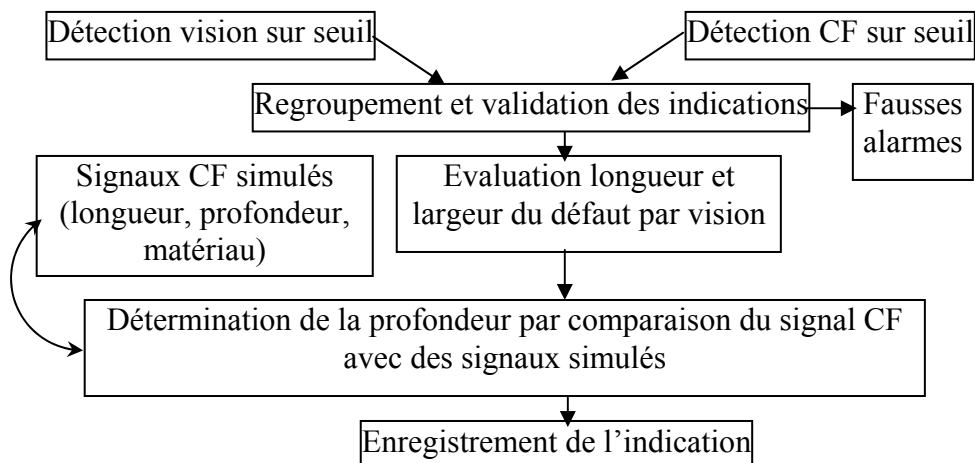 Détection vision sur seuil
Détection CF sur seuil
Regroupement et validation des indications
Fausses
alarmes
Signaux CF simulés
(longueur, profondeur,
matériau)
Evaluation longueur et
largeur du défaut par vision
Détermination de la profondeur par comparaison du signal CF
avec des signaux simulés
Enregistrement de l’indication